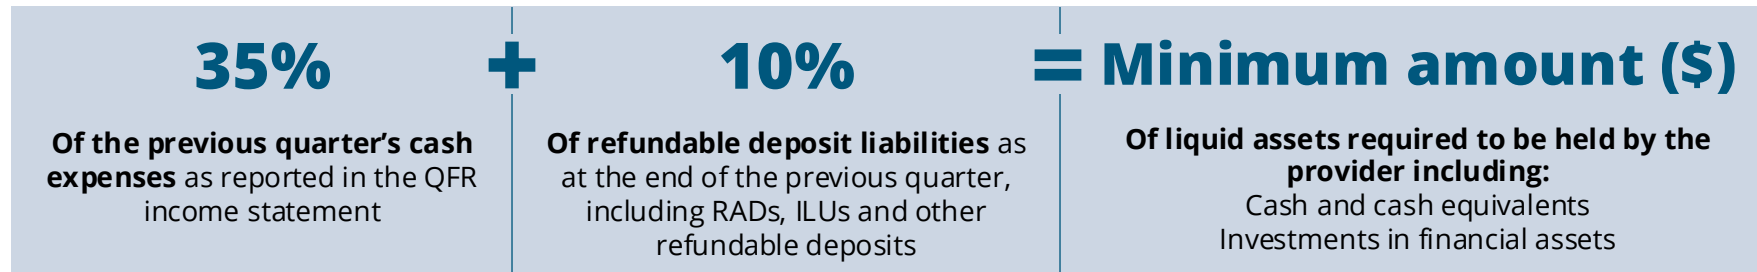 35%
+
10%
=
Minimum amount ($)
Of the previous quarter’s cash
expenses as reported in the QFR
income statement
Of refundable deposit liabilities as
at the end of the previous quarter,
including RADs, ILUs and other
refundable deposits
Of liquid assets required to be held by the
provider including:
Cash and cash equivalents
Investments in financial assets